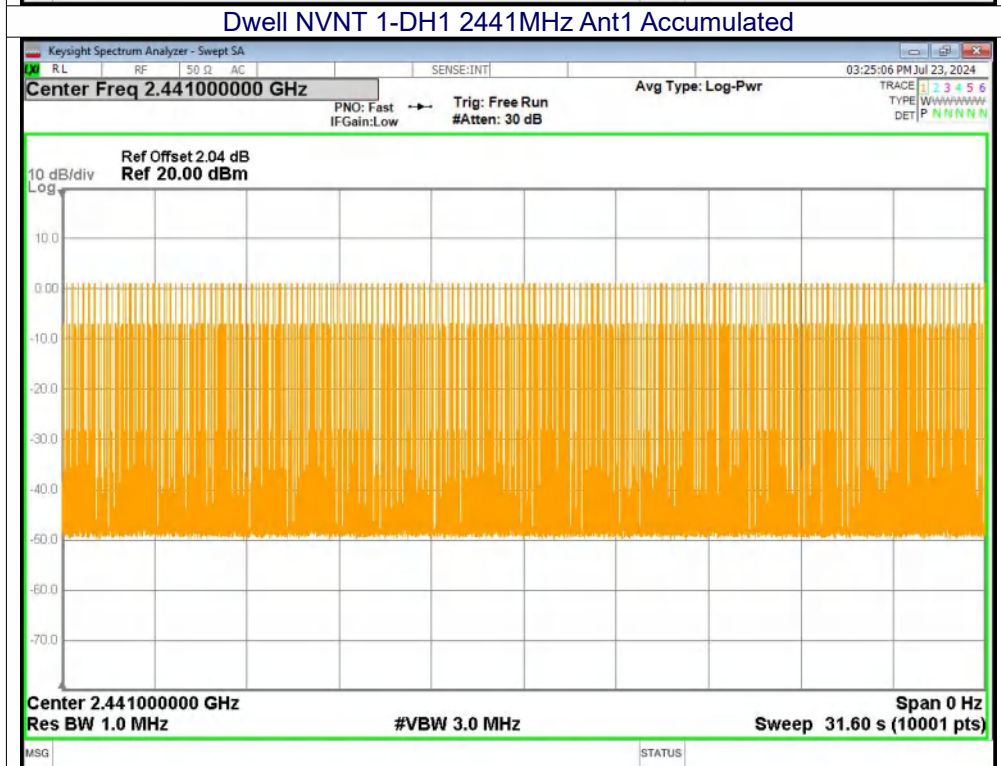 Dwell NVNT 1-DH1 2441MHz Ant1 Accumulated
Keysight Spectrum Analyzer - Swept SA
LXI RL RF 50 Ω AC SENSE:INT 03:25:06 PM Jul 23, 2024
Center Freq 2.441000000 GHz Avg Type: Log-Pwr TRACE 1 2 3 4 5 6
PNO: Fast Trig: Free Run TYPE WWWWWW
IFGain:Low #Atten: 30 dB DET P N N N N N
Ref Offset 2.04 dB
10 dB/div Ref 20.00 dBm
Log
10.0
0.00
-10.0
-20.0
-30.0
-40.0
-50.0
-60.0
-70.0
Center 2.441000000 GHz Span 0 Hz
Res BW 1.0 MHz #VBW 3.0 MHz Sweep 31.60 s (10001 pts)
MSG STATUS